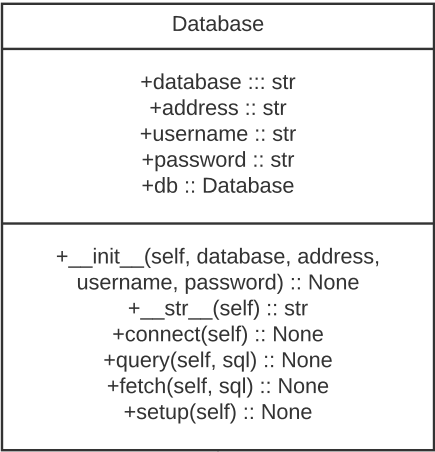 Database
+database ::: str
+address :: str
+username :: str
+password :: str
+db :: Database
+__init__(self, database, address,
username, password) :: None
+__str__(self) :: str
+connect(self) :: None
+query(self, sql) :: None
+fetch(self, sql) :: None
+setup(self) :: None